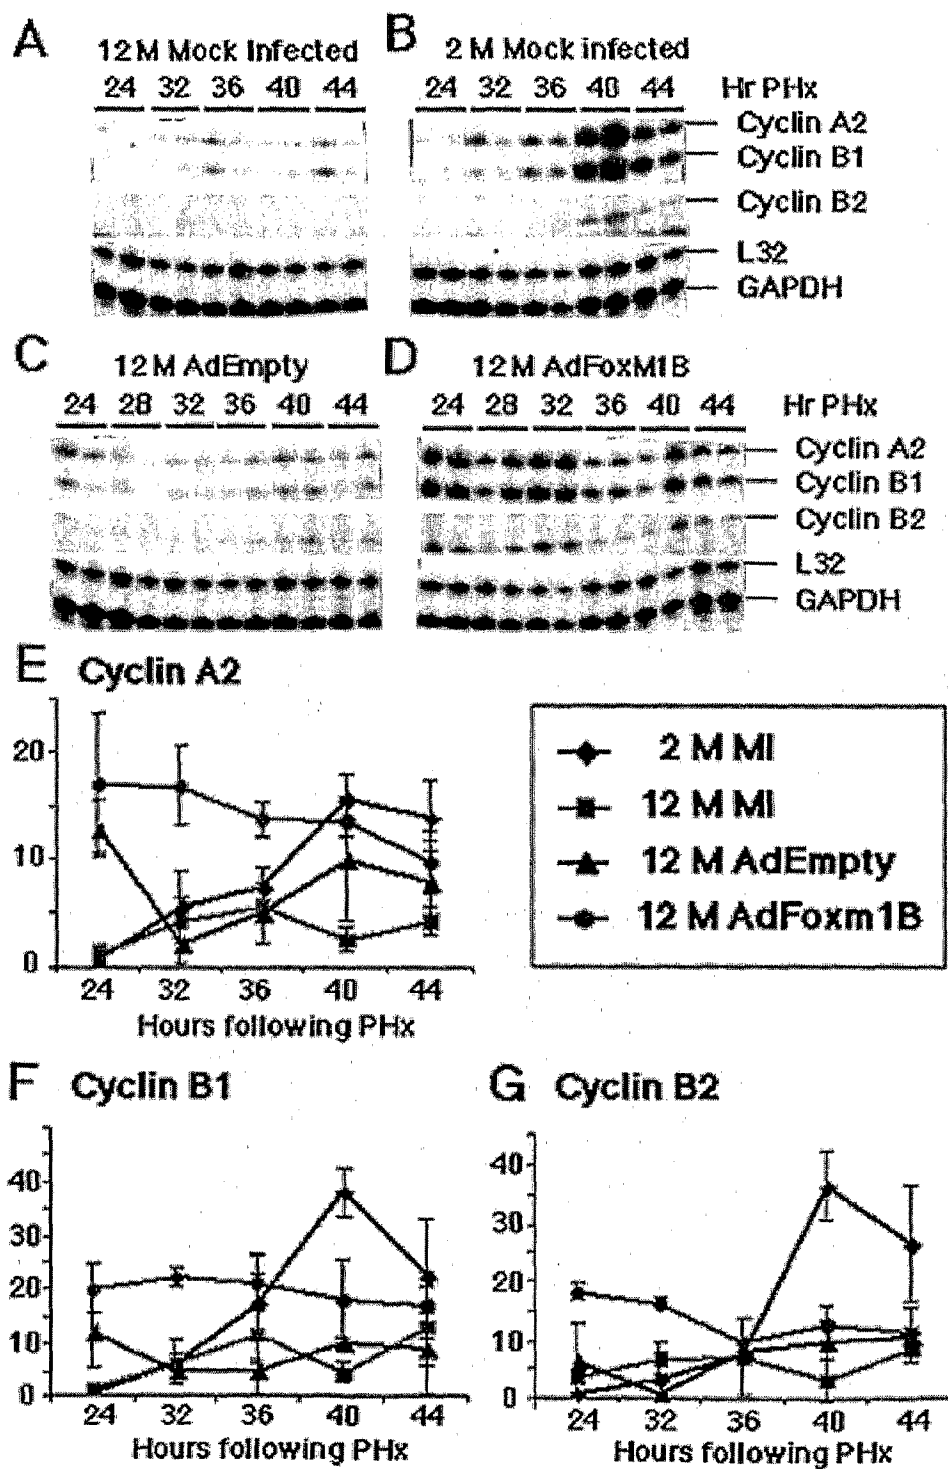 A 12 M Mock Infected
24 32 36 40 44
B 2 M Mock infected
24 32 36 40 44 Hr PHx
Cyclin A2
Cyclin B1
Cyclin B2
L32
GAPDH
C 12 M AdEmpty
24 28 32 36 40 44
D 12 M AdFoxM1B
24 28 32 36 40 44 Hr PHx
Cyclin A2
Cyclin B1
Cyclin B2
L32
GAPDH
E Cyclin A2
20
10
0
24 32 36 40 44
Hours following PHx
2 M MI
12 M MI
12 M AdEmpty
12 M AdFoxm1B
F Cyclin B1
40
30
20
10
0
24 32 36 40 44
Hours following PHx
G Cyclin B2
40
30
20
10
0
24 32 36 40 44
Hours following PHx